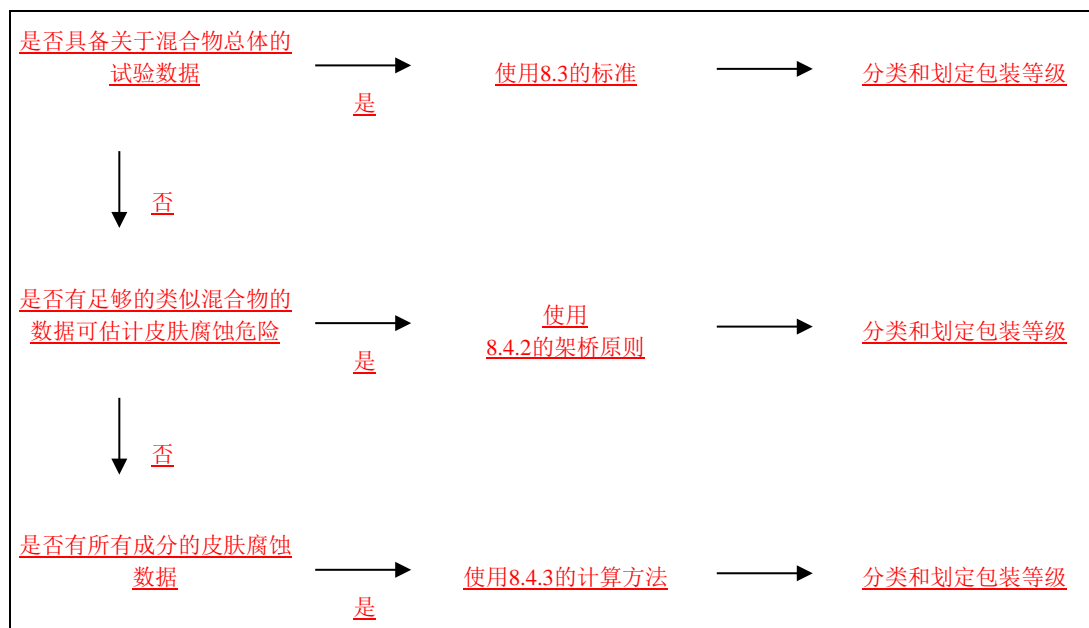 是否具备关于混合物总体的
试验数据
是
使用8.3的标准
分类和划定包装等级
否
是否有足够的类似混合物的
数据可估计皮肤腐蚀危险
是
使用
8.4.2的架桥原则
分类和划定包装等级
否
是否有所有成分的皮肤腐蚀
数据
是
使用8.4.3的计算方法
分类和划定包装等级